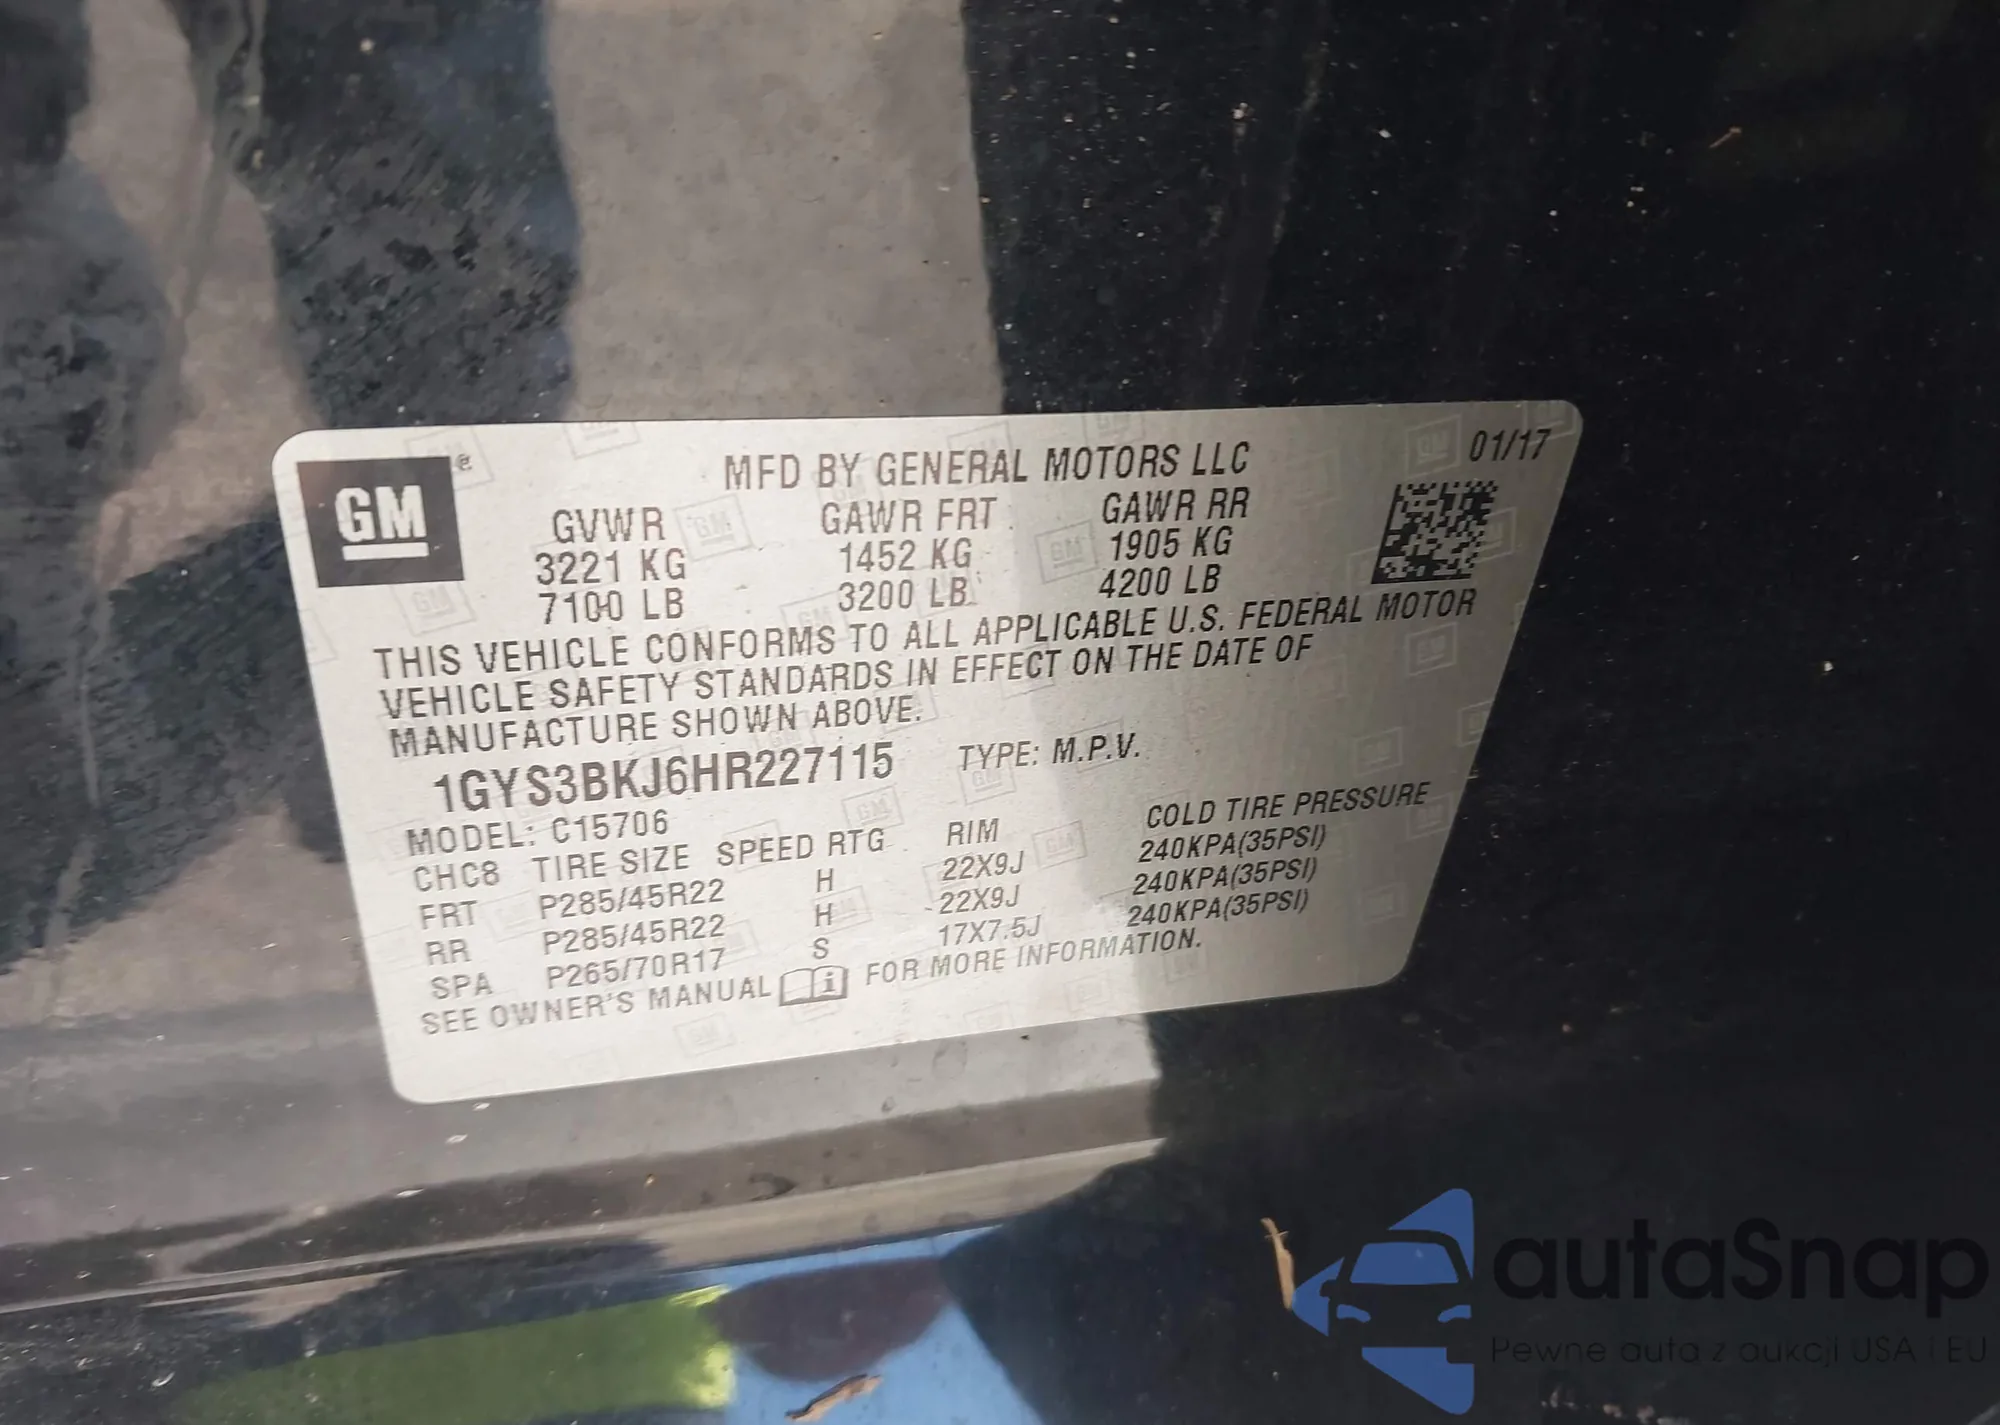 GM
MFD BY GENERAL MOTORS LLC
01/17
GVWR GAWR FRT GAWR RR
3221 KG 1452 KG 1905 KG
7100 LB 3200 LB 4200 LB
THIS VEHICLE CONFORMS TO ALL APPLICABLE U.S. FEDERAL MOTOR
VEHICLE SAFETY STANDARDS IN EFFECT ON THE DATE OF
MANUFACTURE SHOWN ABOVE.
1GYS3BKJ6HR227115 TYPE: M.P.V.
MODEL: C15706
CHC8 TIRE SIZE SPEED RTG RIM COLD TIRE PRESSURE
FRT P285/45R22 H 22X9J 240KPA(35PSI)
RR P285/45R22 H 22X9J 240KPA(35PSI)
SPA P265/70R17 S 17X7.5J 240KPA(35PSI)
SEE OWNER'S MANUAL FOR MORE INFORMATION.
autaSnap
Pewne auta z aukcji USA i EU